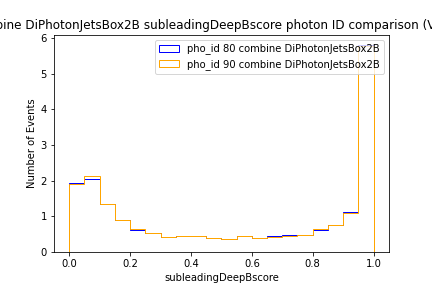 bine DiPhotonJetsBox2B subleadingDeepBscore photon ID comparison (V
pho_id 80 combine DiPhotonJetsBox2B
pho_id 90 combine DiPhotonJetsBox2B
Number of Events
6
5
4
3
2
1
0
0.0 0.2 0.4 0.6 0.8 1.0
subleadingDeepBscore